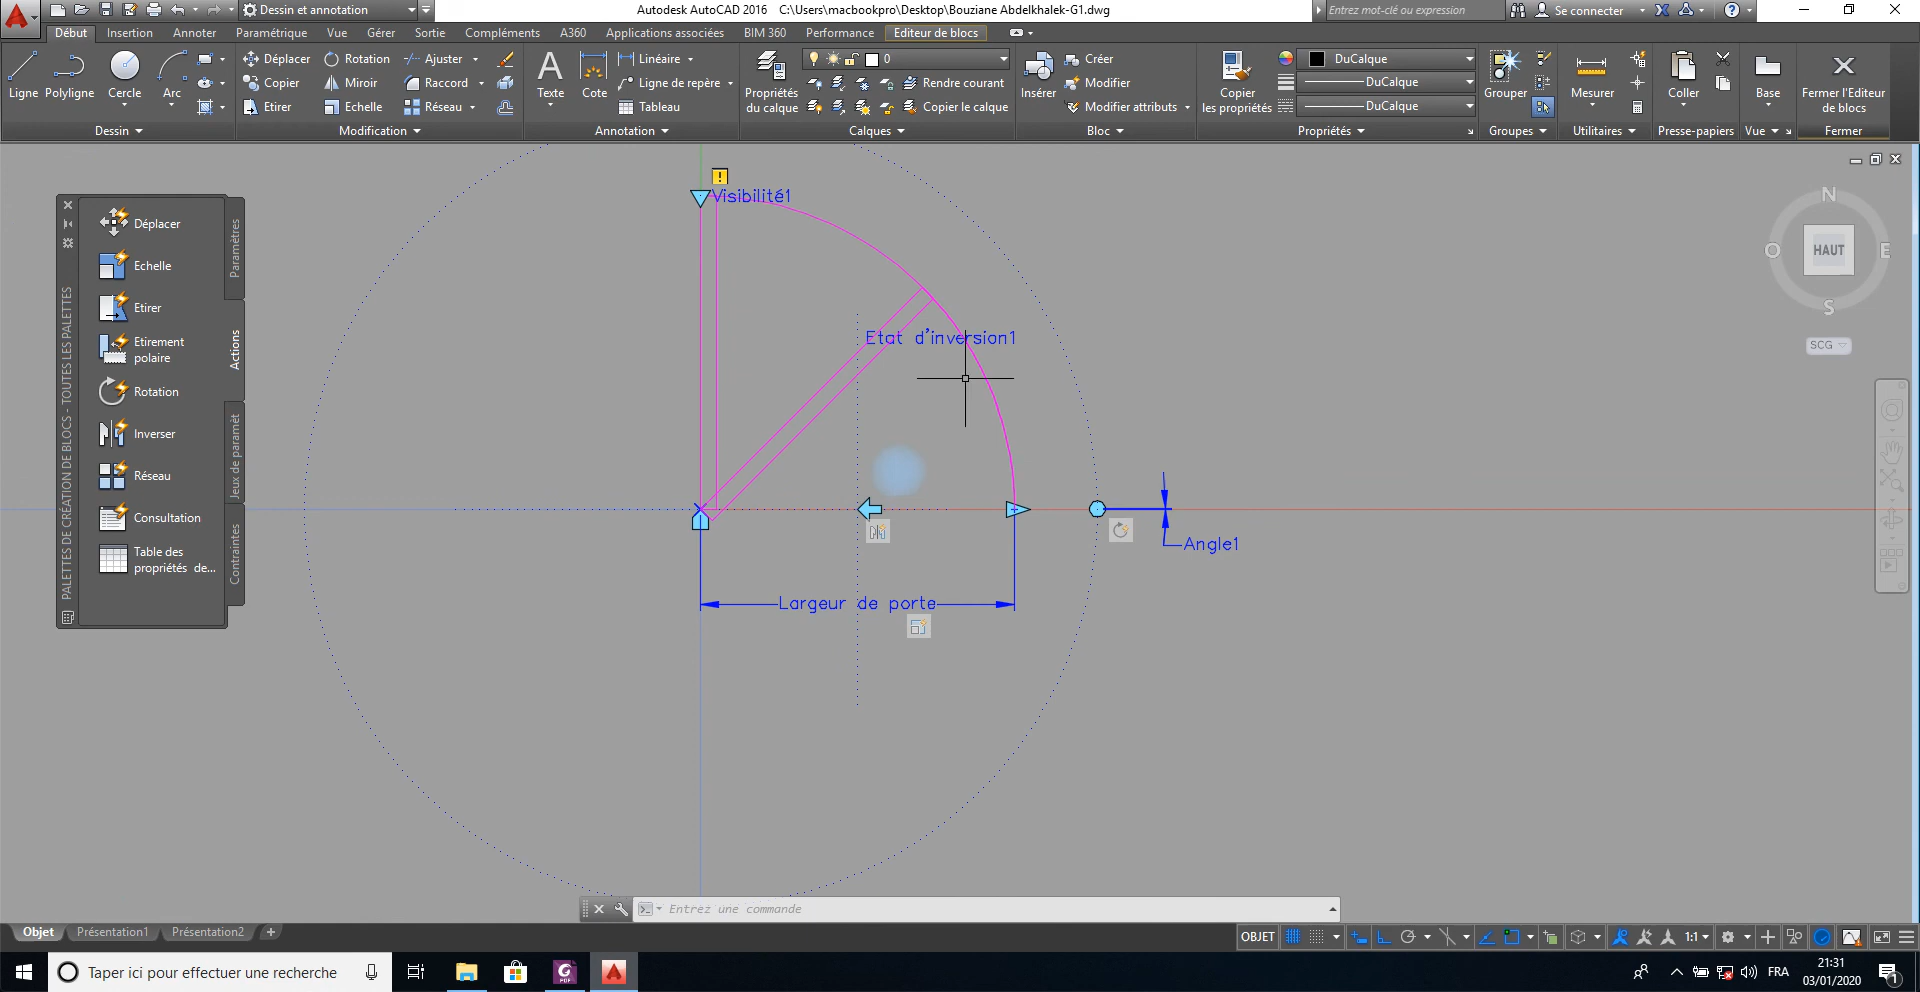 Dessin et annotation
Autodesk AutoCAD 2016 C:\Users\macbookpro\Desktop\Bouziane Abdelkhalek-G1.dwg
Entrez mot-clé ou expression
Se connecter
Début Insertion Annoter Paramétrique Vue Gérer Sortie Compléments A360 Applications associées BIM 360 Performance Editeur de blocs
Ligne Polyligne Cercle Arc
Déplacer Rotation Ajuster
Copier Miroir Raccord
Etirer Echelle Réseau
Texte Cote
Linéaire
Ligne de repère
Tableau
Propriétés
du calque
0
Rendre courant
Copier le calque
Insérer
Créer
Modifier
Modifier attributs
Copier
les propriétés
DuCalque
DuCalque
DuCalque
Grouper
Mesurer
Coller
Base
Fermer l'Editeur
de blocs
Dessin Modification Annotation Calques Bloc Propriétés Groupes Utilitaires Presse-papiers Vue Fermer
PALETTES DE CRÉATION DE BLOCS - TOUTES LES PALETTES
Déplacer
Echelle
Etirer
Etirement
polaire
Rotation
Inverser
Réseau
Consultation
Table des
propriétés de...
Paramètres
Actions
Jeux de paramèt
Contraintes
!
Visibilité1
Etat d'inversion1
Angle1
Largeur de porte
N
O HAUT E
S
SCG
Entrez une commande
Objet Présentation1 Présentation2 +
OBJET
1:1
Taper ici pour effectuer une recherche
PDF
FRA
21:31
03/01/2020
1